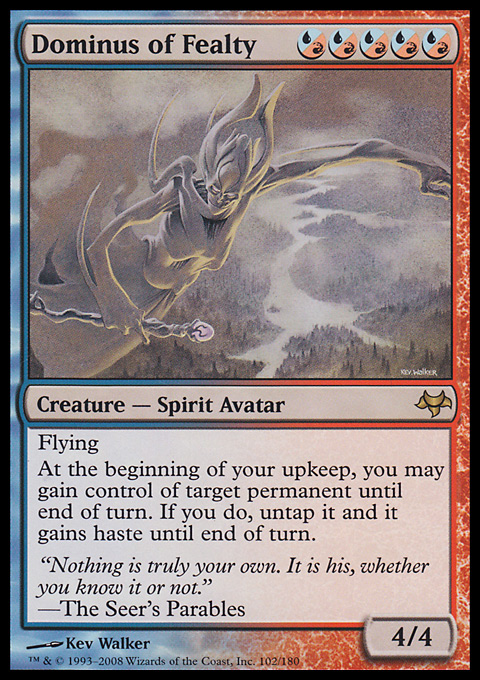 Dominus of Fealty
KEV WALKER
Creature — Spirit Avatar
Flying
At the beginning of your upkeep, you may
gain control of target permanent until
end of turn. If you do, untap it and it
gains haste until end of turn.
“Nothing is truly your own. It is his, whether
you know it or not.”
—The Seer's Parables
Kev Walker
4/4
™ & © 1993–2008 Wizards of the Coast, Inc. 102/180